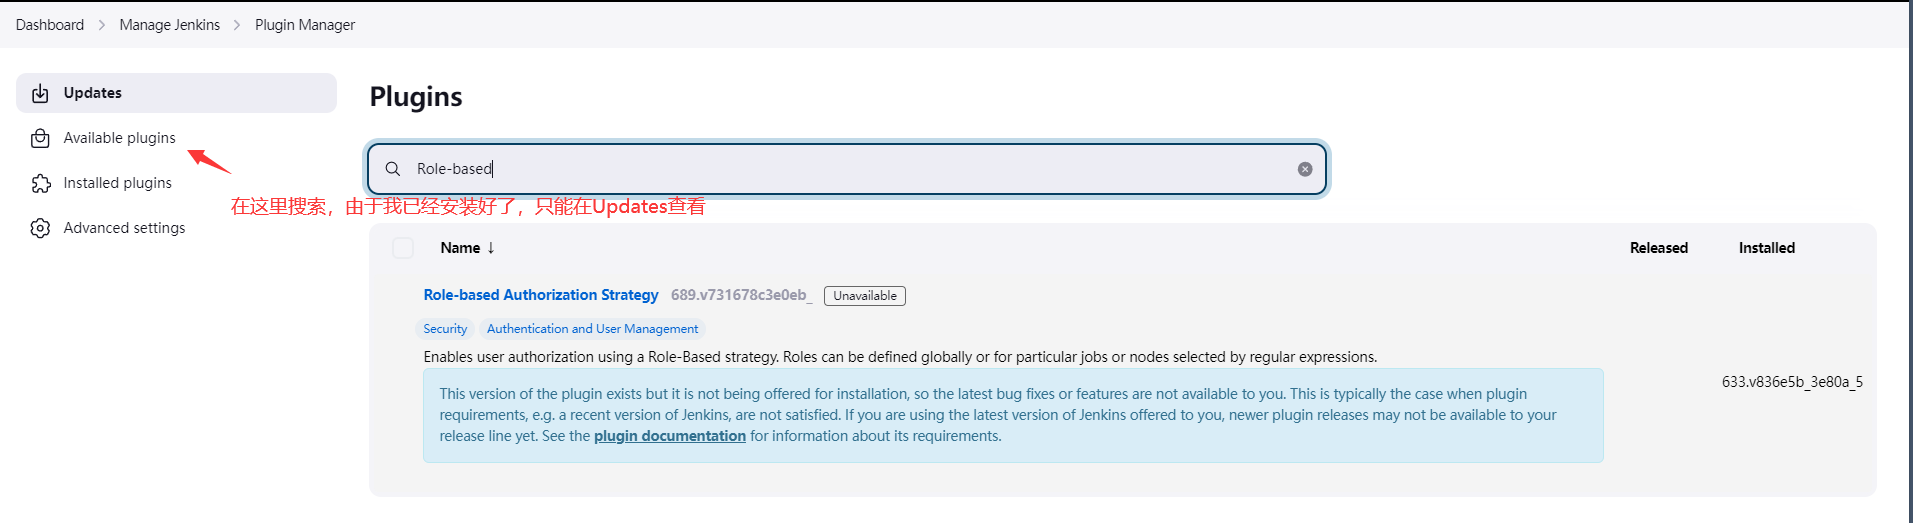 Dashboard > Manage Jenkins > Plugin Manager
Updates
Available plugins
Installed plugins
Advanced settings
Plugins
Role-based
在这里搜索，由于我已经安装好了，只能在Updates查看
Name ↓ Released Installed
Role-based Authorization Strategy 689.v731678c3e0eb_ Unavailable
Security Authentication and User Management
Enables user authorization using a Role-Based strategy. Roles can be defined globally or for particular jobs or nodes selected by regular expressions.
This version of the plugin exists but it is not being offered for installation, so the latest bug fixes or features are not available to you. This is typically the case when plugin
requirements, e.g. a recent version of Jenkins, are not satisfied. If you are using the latest version of Jenkins offered to you, newer plugin releases may not be available to your
release line yet. See the plugin documentation for information about its requirements.
633.v836e5b_3e80a_5